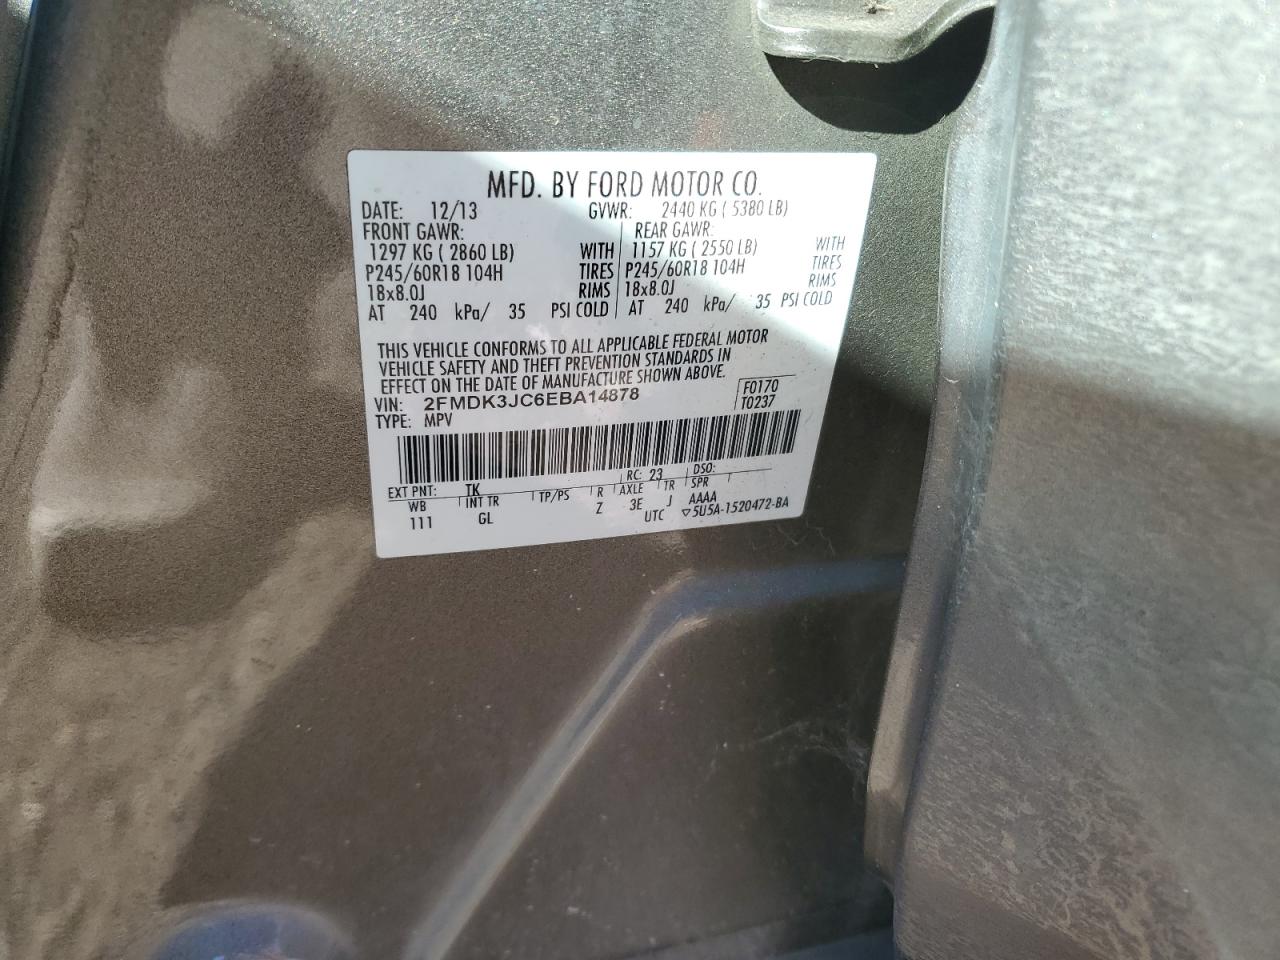 MFD. BY FORD MOTOR CO.
DATE: 12/13 GVWR: 2440 KG ( 5380 LB)
FRONT GAWR: REAR GAWR:
1297 KG ( 2860 LB) WITH 1157 KG ( 2550 LB) WITH
P245/60R18 104H TIRES P245/60R18 104H TIRES
18x8.0J RIMS 18x8.0J RIMS
AT 240 kPa/ 35 PSI COLD AT 240 kPa/ 35 PSI COLD
THIS VEHICLE CONFORMS TO ALL APPLICABLE FEDERAL MOTOR
VEHICLE SAFETY AND THEFT PREVENTION STANDARDS IN
EFFECT ON THE DATE OF MANUFACTURE SHOWN ABOVE.
VIN: 2FMDK3JC6EBA14878 F0170
TYPE: MPV T0237
RC: 23 DSO:
EXT PNT: TK
WB INT TR TP/PS R AXLE TR SPR
111 GL Z 3E J AAAA
UTC ▽5U5A-1520472-BA